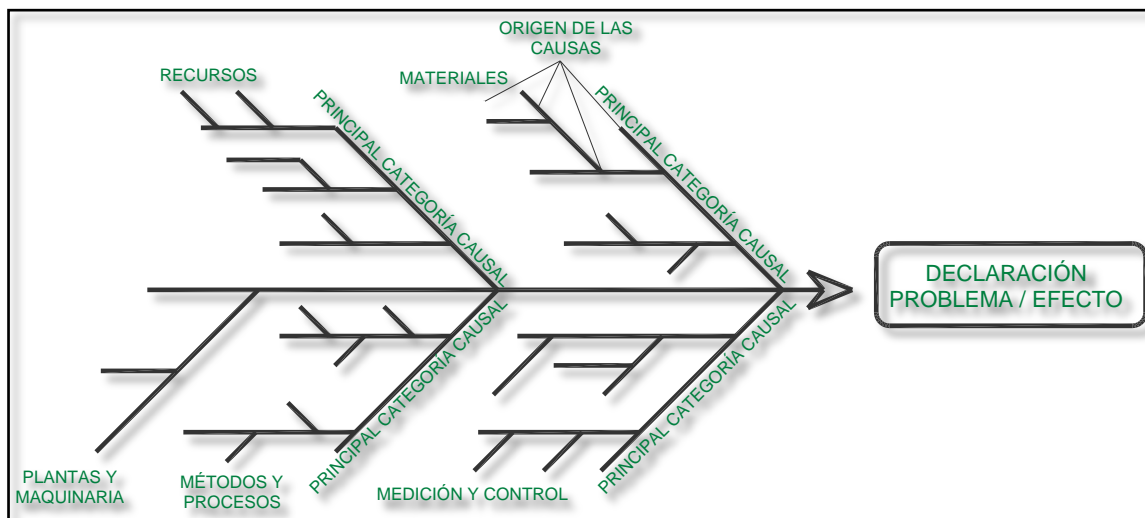 ORIGEN DE LAS
CAUSAS
RECURSOS
MATERIALES
PRINCIPAL CATEGORÍA CAUSAL
PRINCIPAL CATEGORÍA CAUSAL
DECLARACIÓN
PROBLEMA / EFECTO
PRINCIPAL CATEGORÍA CAUSAL
PRINCIPAL CATEGORÍA CAUSAL
PLANTAS Y
MAQUINARIA
MÉTODOS Y
PROCESOS
MEDICIÓN Y CONTROL